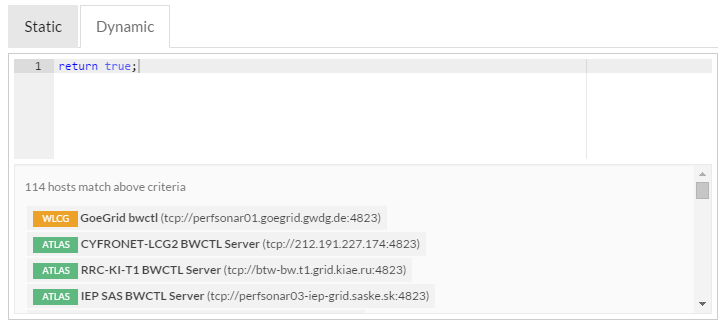 Static Dynamic
1 return true;
114 hosts match above criteria
WLCG GoeGrid bwctl (tcp://perfsonar01.goegrid.gwdg.de:4823)
ATLAS CYFRONET-LCG2 BWCTL Server (tcp://212.191.227.174:4823)
ATLAS RRC-KI-T1 BWCTL Server (tcp://btw-bw.t1.grid.kiae.ru:4823)
ATLAS IEP SAS BWCTL Server (tcp://perfsonar03-iep-grid.saske.sk:4823)